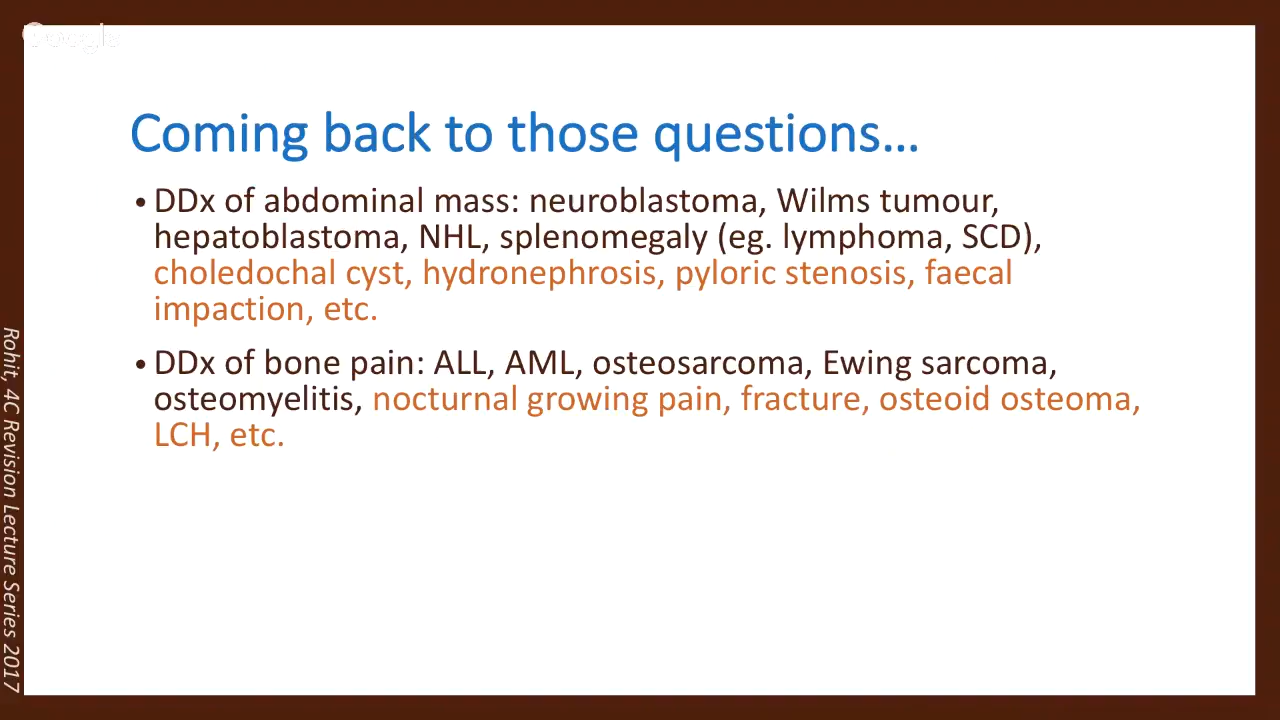 Google
Coming back to those questions...
• DDx of abdominal mass: neuroblastoma, Wilms tumour,
hepatoblastoma, NHL, splenomegaly (eg. lymphoma, SCD),
choledochal cyst, hydronephrosis, pyloric stenosis, faecal
impaction, etc.
• DDx of bone pain: ALL, AML, osteosarcoma, Ewing sarcoma,
osteomyelitis, nocturnal growing pain, fracture, osteoid osteoma,
LCH, etc.
Rohit, 4C Revision Lecture Series 2017